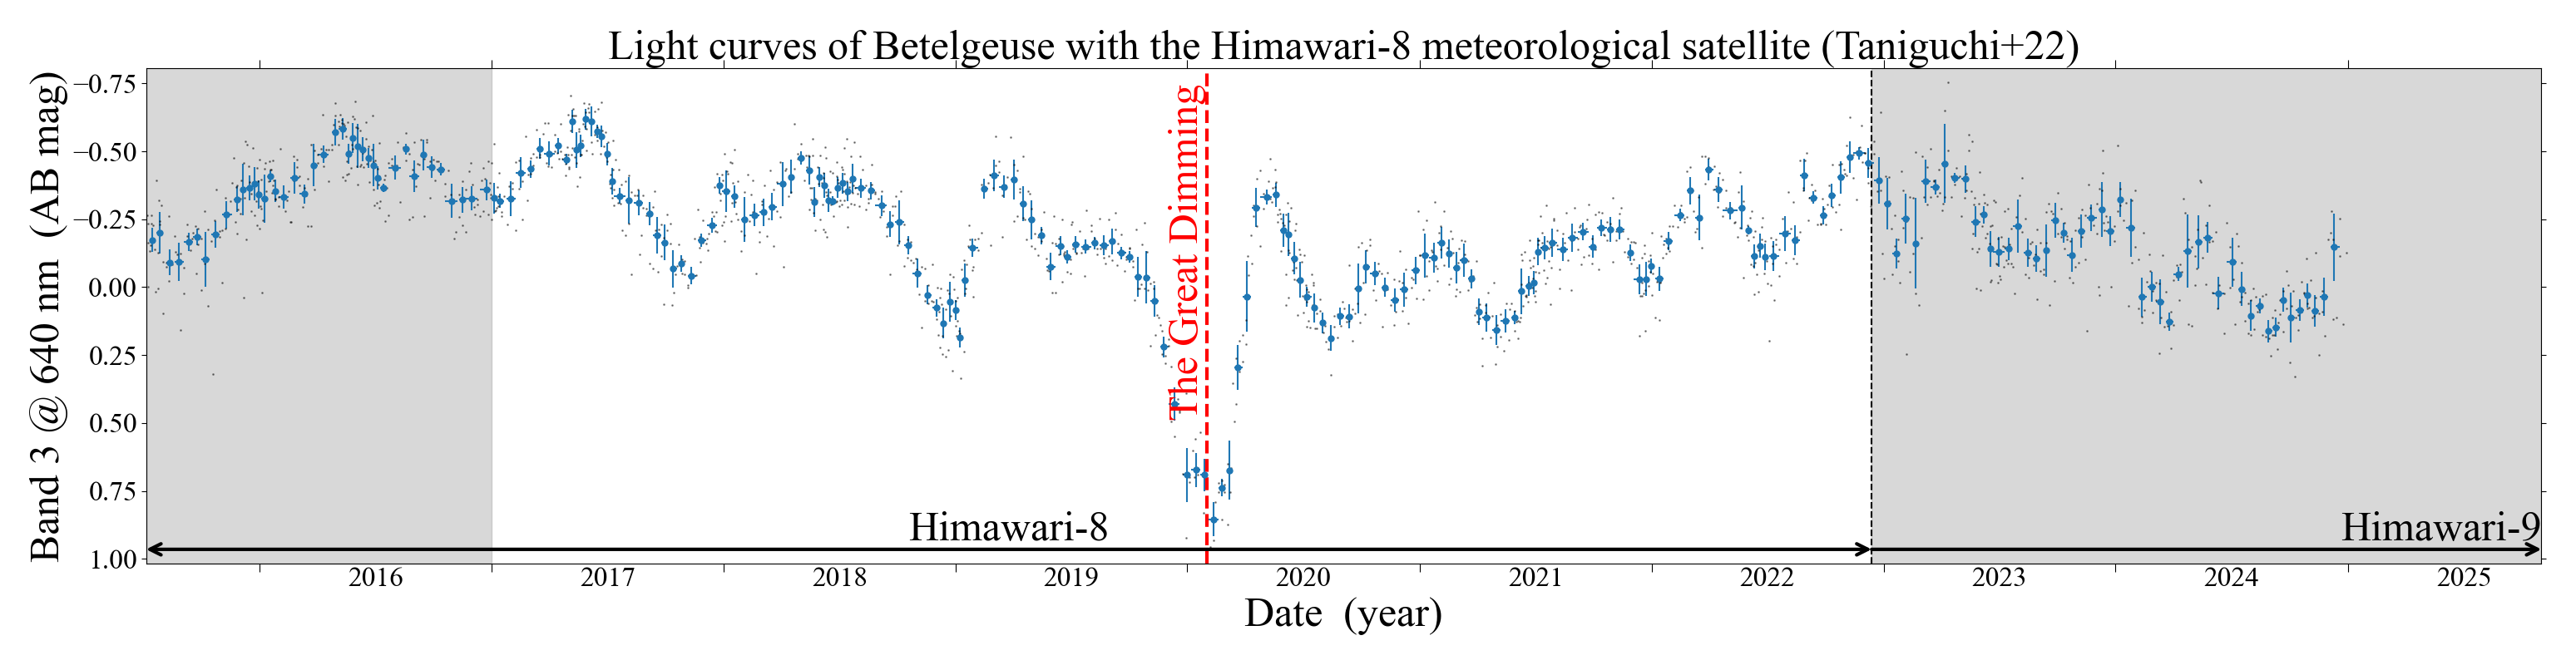 Light curves of Betelgeuse with the Himawari-8 meteorological satellite (Taniguchi+22)
Band 3 @ 640 nm (AB mag)
−0.75
−0.50
−0.25
0.00
0.25
0.50
0.75
1.00
The Great Dimming
Himawari-8
Himawari-9
2016 2017 2018 2019 2020 2021 2022 2023 2024 2025
Date (year)